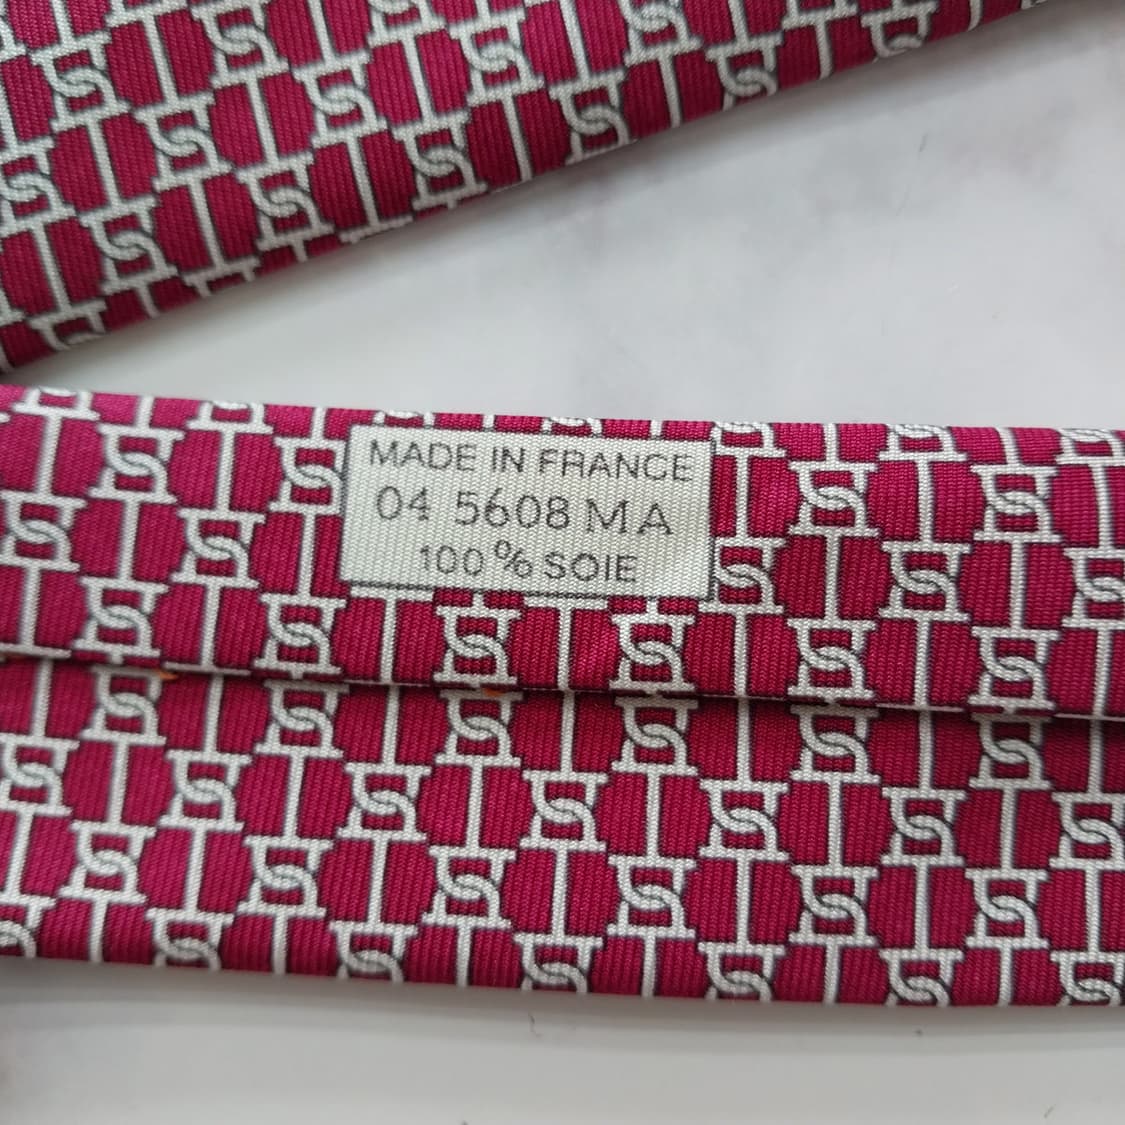 MADE IN FRANCE
04 5608 MA
100% SOIE